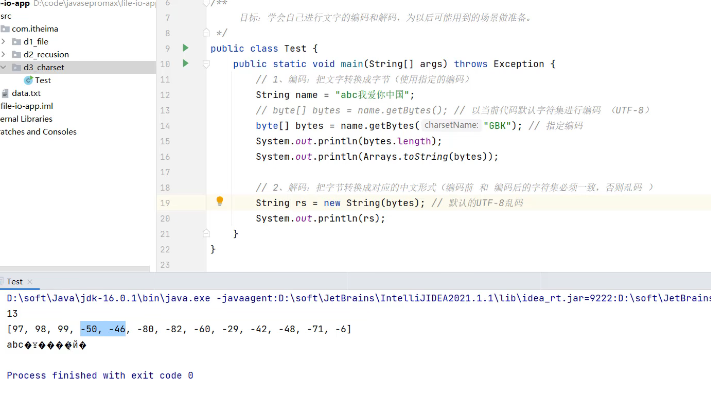 -io-app D:\code\javasepromax\file-io-app
src
com.itheima
d1_file
d2_recusion
d3_charset
Test
data.txt
file-io-app.iml
ernal Libraries
ratches and Consoles
6 /**
7 目标：学会自己进行文字的编码和解码，为以后可能用到的场景做准备。
8 */
9 public class Test {
10 public static void main(String[] args) throws Exception {
11 // 1、编码：把文字转换成字节（使用指定的编码）
12 String name = "abc我爱你中国";
13 // byte[] bytes = name.getBytes(); // 以当前代码默认字符集进行编码 （UTF-8）
14 byte[] bytes = name.getBytes( charsetName: "GBK"); // 指定编码
15 System.out.println(bytes.length);
16 System.out.println(Arrays.toString(bytes));
17
18 // 2、解码：把字节转换成对应的中文形式（编码前 和 编码后的字符集必须一致，否则乱码 ）
19 String rs = new String(bytes); // 默认的UTF-8乱码
20 System.out.println(rs);
21 }
22 }
23
Test ×
D:\soft\Java\jdk-16.0.1\bin\java.exe -javaagent:D:\soft\JetBrains\IntelliJIDEA2021.1.1\lib\idea_rt.jar=9222:D:\soft\JetBrains
13
[97, 98, 99, -50, -46, -80, -82, -60, -29, -42, -48, -71, -6]
abc�Ұ����й�
Process finished with exit code 0